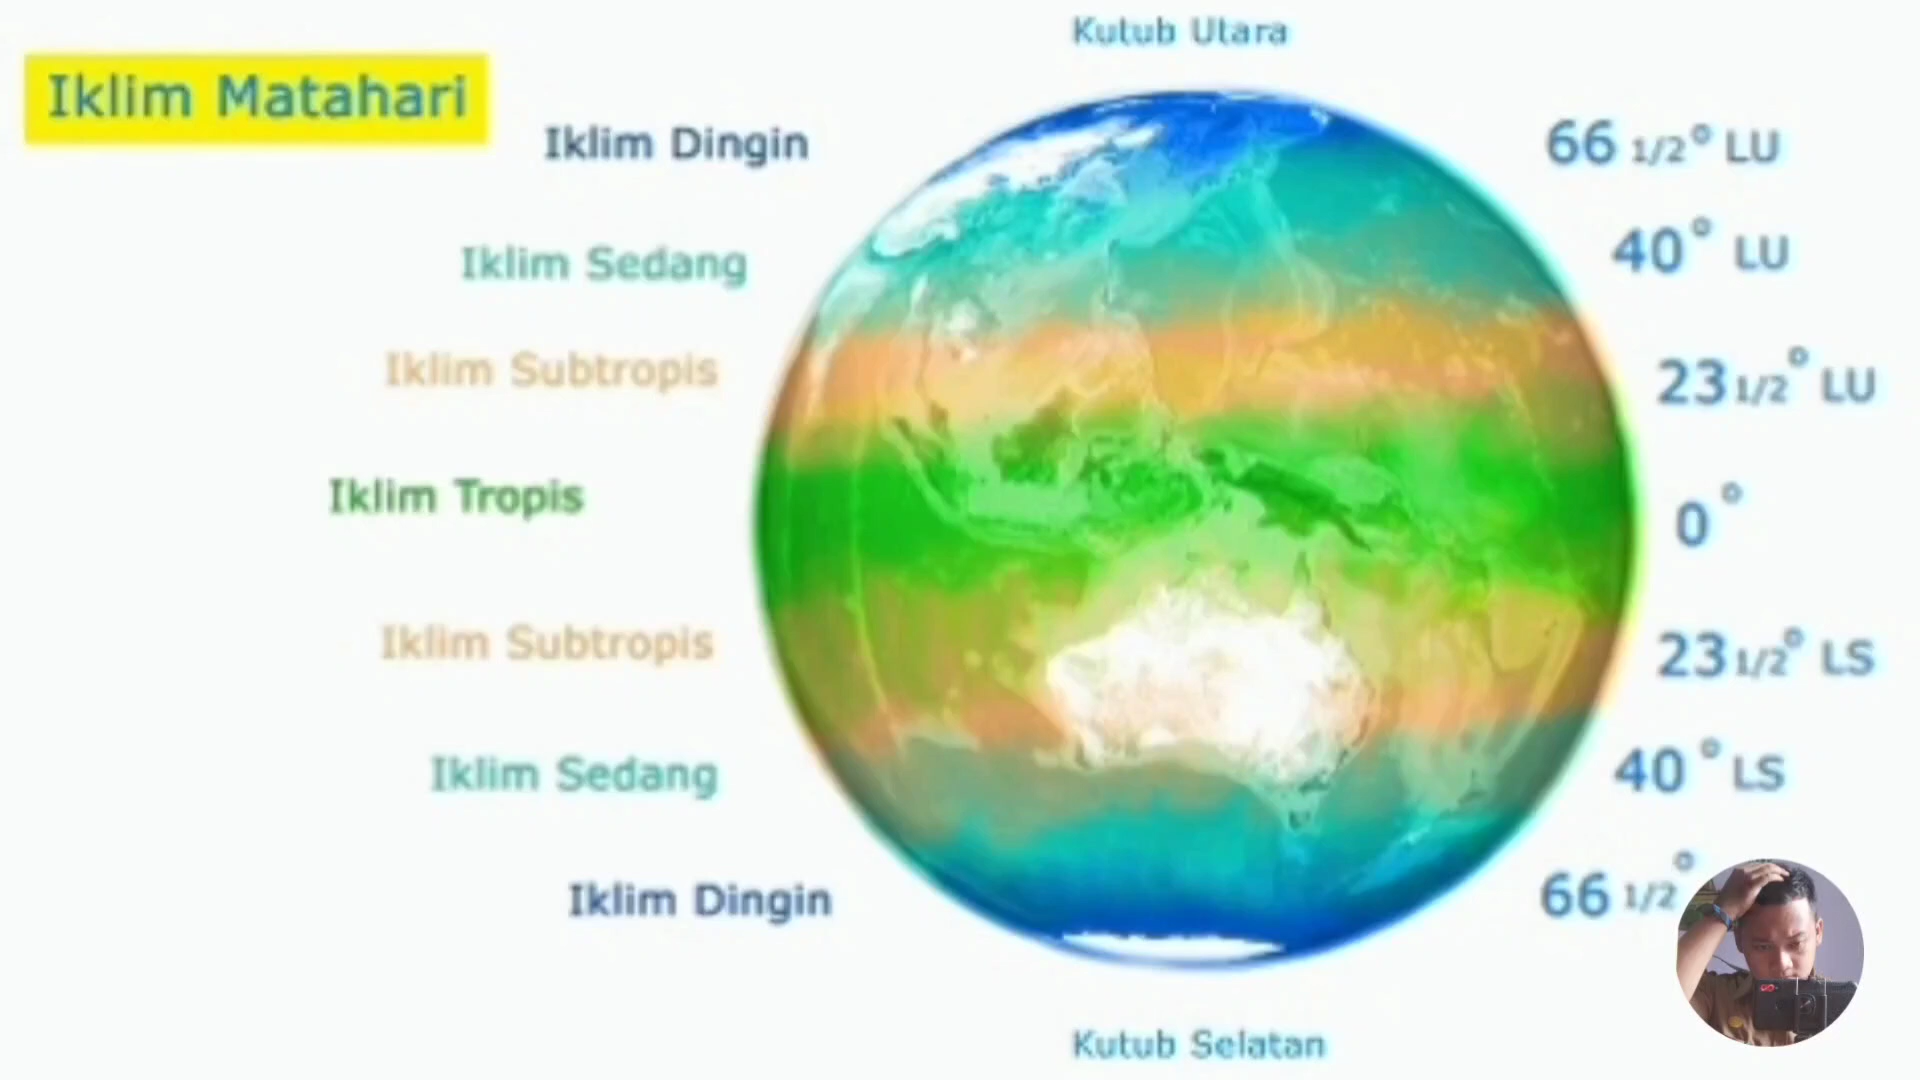 Kutub Utara
Iklim Matahari
Iklim Dingin
66 1/2° LU
Iklim Sedang
40° LU
Iklim Subtropis
23 1/2° LU
Iklim Tropis
0°
Iklim Subtropis
23 1/2° LS
Iklim Sedang
40° LS
Iklim Dingin
66 1/2°
Kutub Selatan